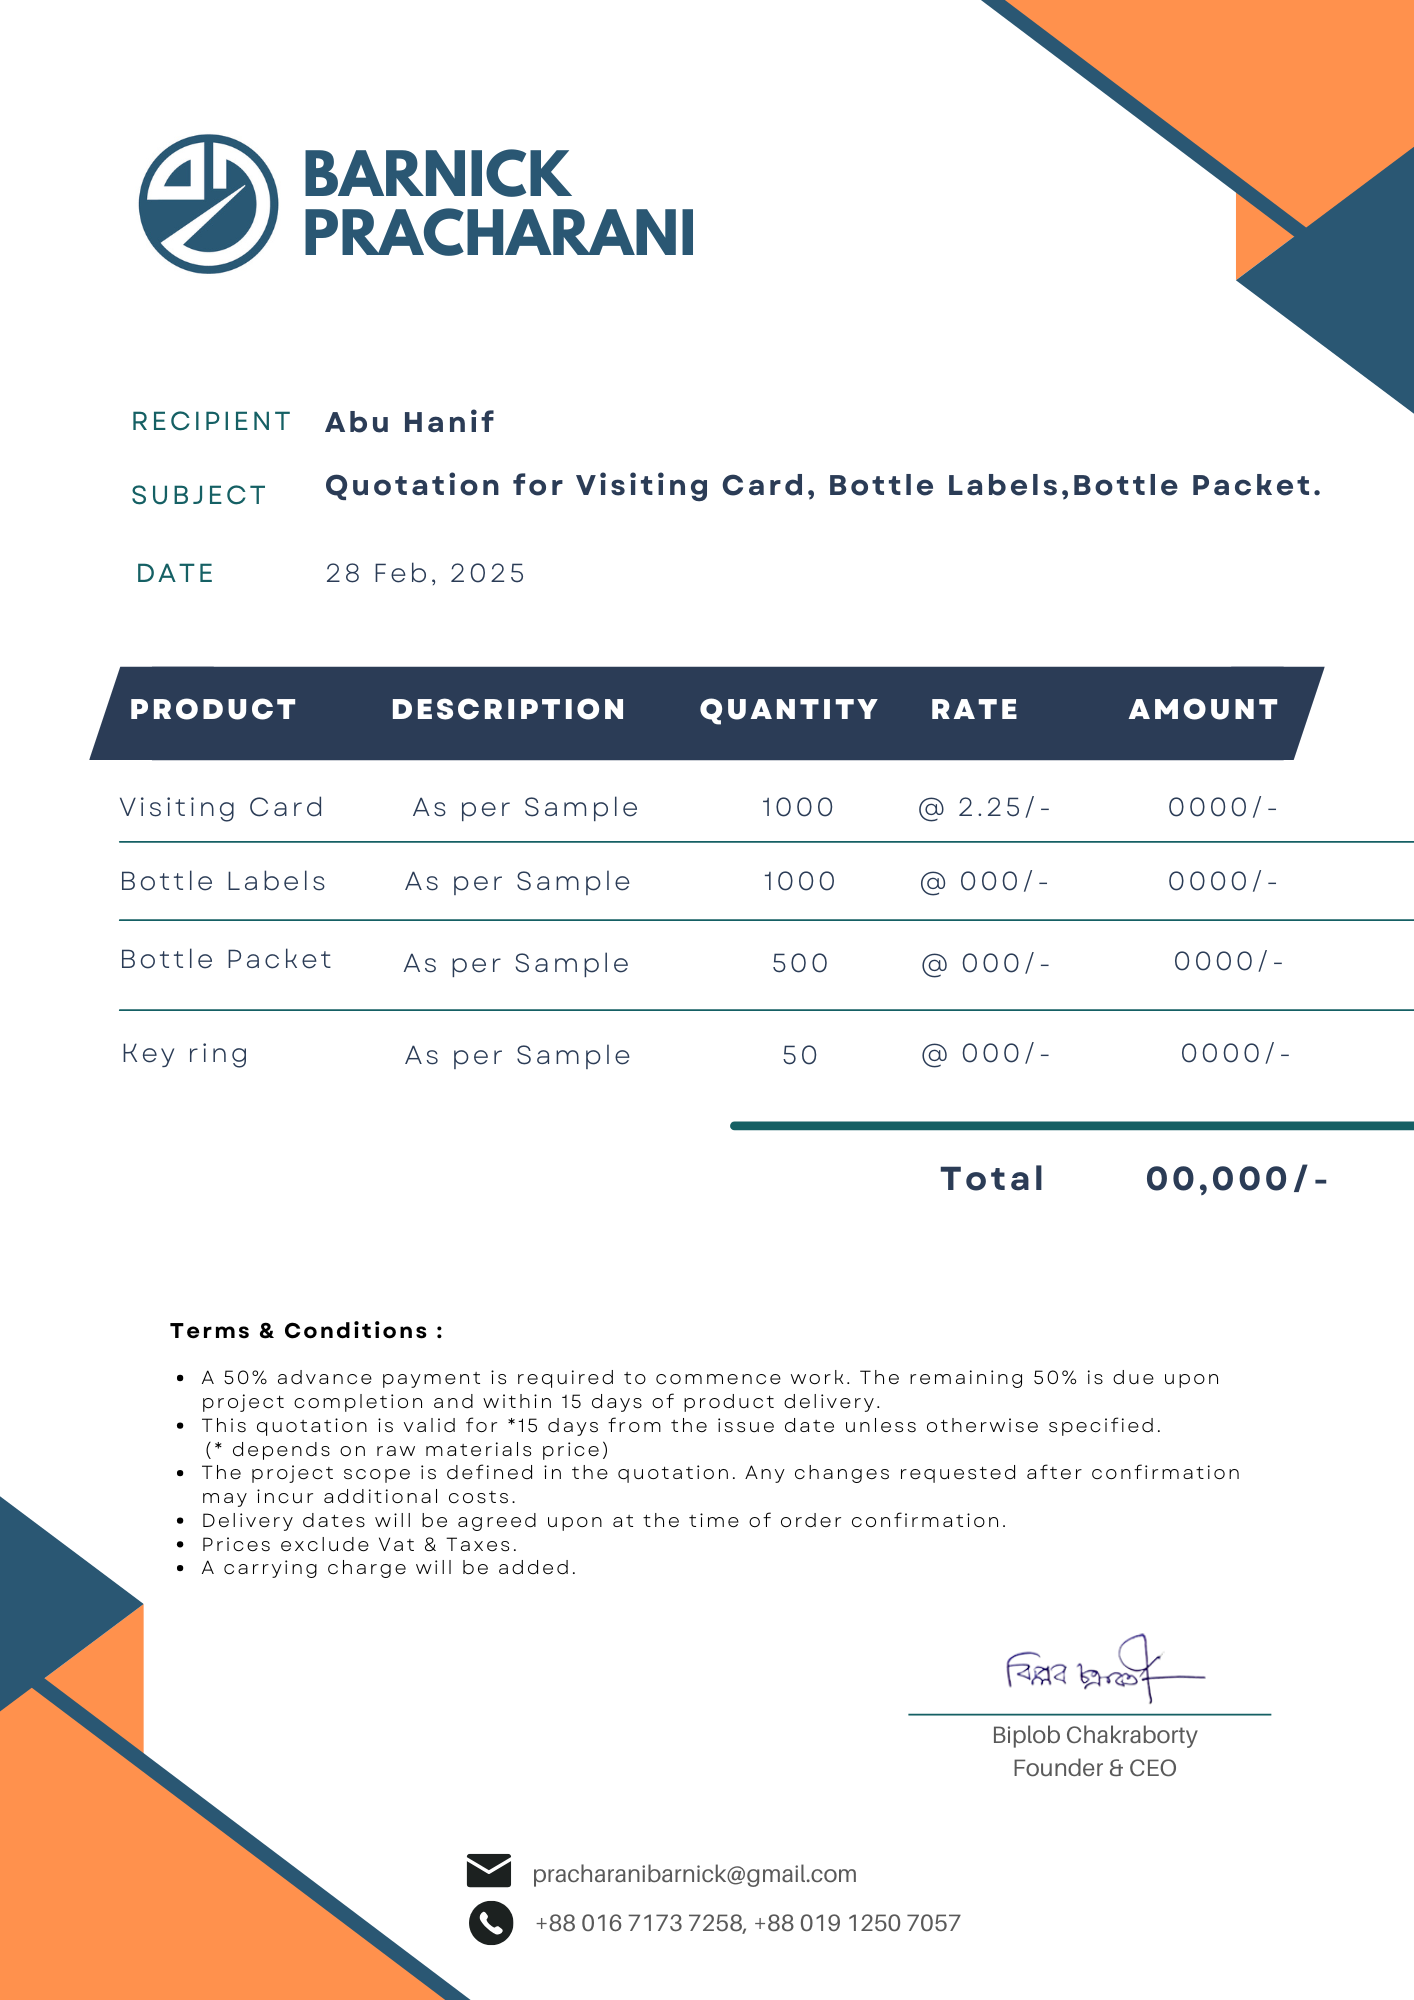 BARNICK
PRACHARANI
RECIPIENT Abu Hanif
SUBJECT Quotation for Visiting Card, Bottle Labels,Bottle Packet.
DATE 28 Feb, 2025
PRODUCT DESCRIPTION QUANTITY RATE AMOUNT
Visiting Card As per Sample 1000 @ 2.25/- 0000/-
Bottle Labels As per Sample 1000 @ 000/- 0000/-
Bottle Packet As per Sample 500 @ 000/- 0000/-
Key ring As per Sample 50 @ 000/- 0000/-
Total 00,000/-
Terms & Conditions :
• A 50% advance payment is required to commence work. The remaining 50% is due upon
project completion and within 15 days of product delivery.
• This quotation is valid for *15 days from the issue date unless otherwise specified.
(* depends on raw materials price)
• The project scope is defined in the quotation. Any changes requested after confirmation
may incur additional costs.
• Delivery dates will be agreed upon at the time of order confirmation.
• Prices exclude Vat & Taxes.
• A carrying charge will be added.
বিপ্লব
Biplob Chakraborty
Founder & CEO
pracharanibarnick@gmail.com
+88 016 7173 7258, +88 019 1250 7057